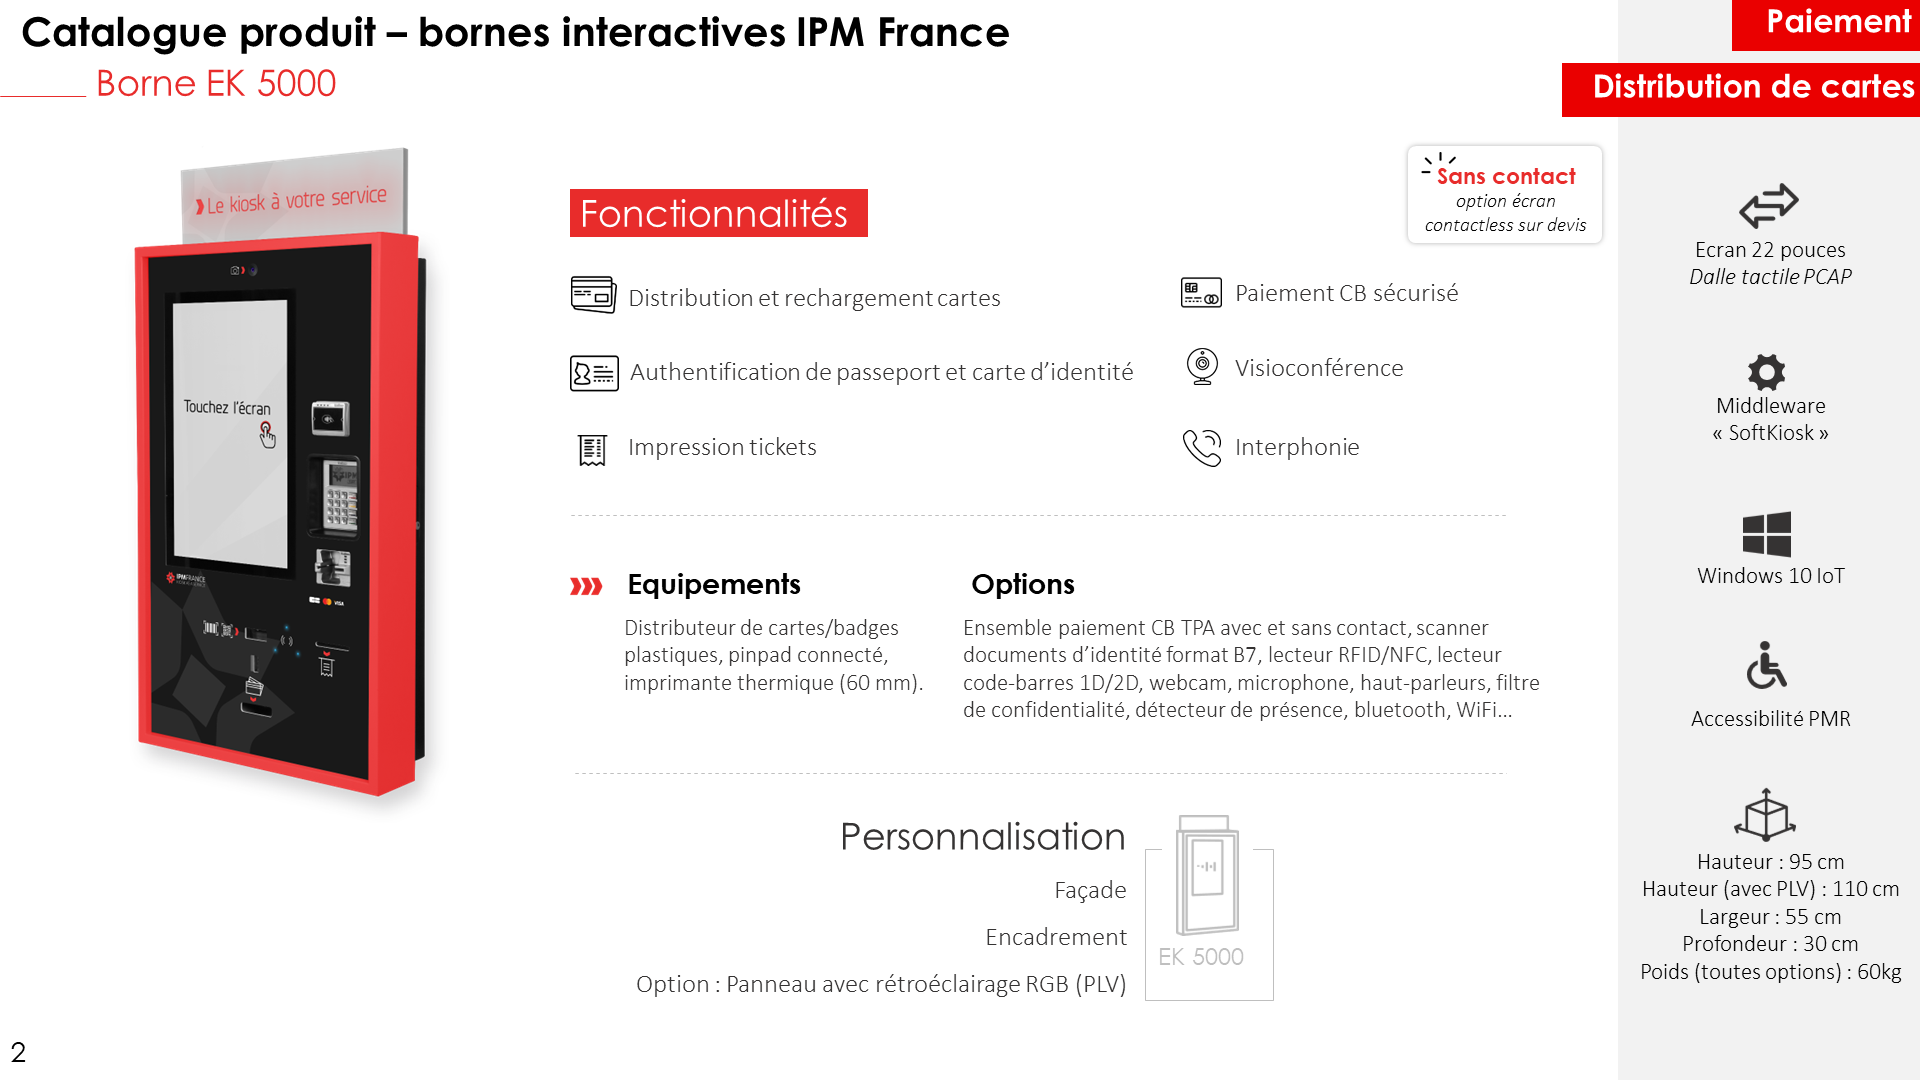 Catalogue produit – bornes interactives IPM France
Borne EK 5000
Paiement
Distribution de cartes
❱Le kiosk à votre service
Touchez l'écran
IPMFRANCE
VISA
Sans contact
option écran
contactless sur devis
Fonctionnalités
Distribution et rechargement cartes
Authentification de passeport et carte d’identité
Impression tickets
Paiement CB sécurisé
Visioconférence
Interphonie
Equipements
Distributeur de cartes/badges
plastiques, pinpad connecté,
imprimante thermique (60 mm).
Options
Ensemble paiement CB TPA avec et sans contact, scanner
documents d’identité format B7, lecteur RFID/NFC, lecteur
code-barres 1D/2D, webcam, microphone, haut-parleurs, filtre
de confidentialité, détecteur de présence, bluetooth, WiFi...
Personnalisation
Façade
Encadrement
Option : Panneau avec rétroéclairage RGB (PLV)
EK 5000
Ecran 22 pouces
Dalle tactile PCAP
Middleware
« SoftKiosk »
Windows 10 IoT
Accessibilité PMR
Hauteur : 95 cm
Hauteur (avec PLV) : 110 cm
Largeur : 55 cm
Profondeur : 30 cm
Poids (toutes options) : 60kg
2